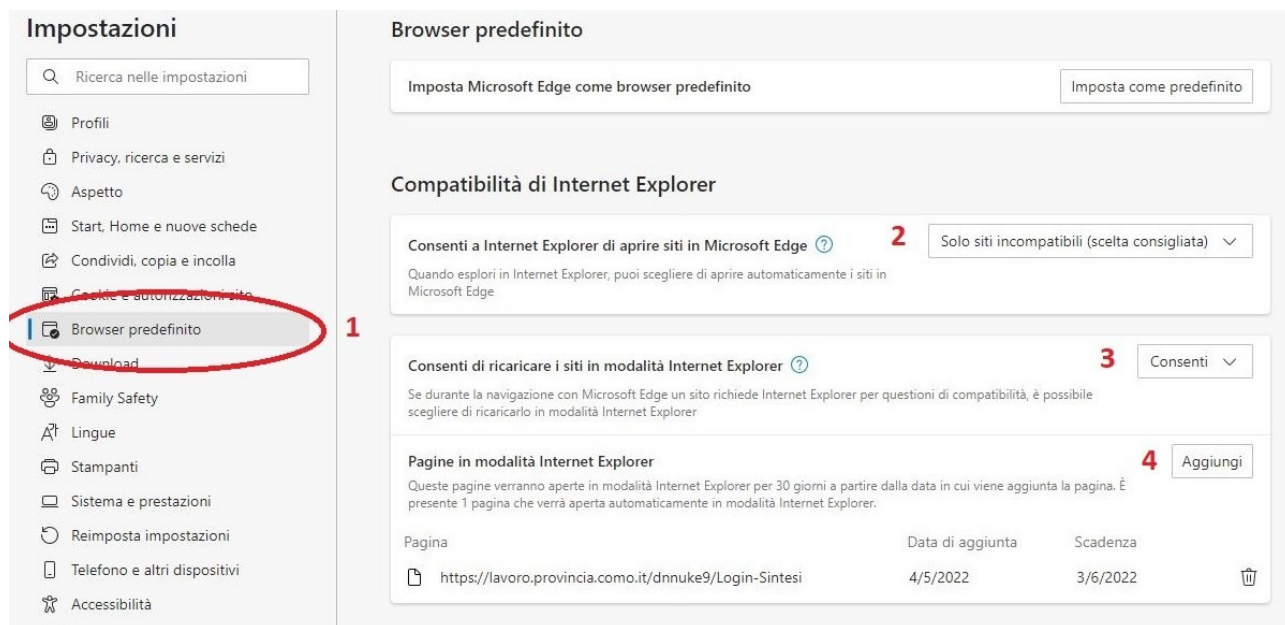 Impostazioni
Ricerca nelle impostazioni
Profili
Privacy, ricerca e servizi
Aspetto
Start, Home e nuove schede
Condividi, copia e incolla
Cookie e autorizzazioni sito
Browser predefinito
1
Download
Family Safety
Lingue
Stampanti
Sistema e prestazioni
Reimposta impostazioni
Telefono e altri dispositivi
Accessibilità
Browser predefinito
Imposta Microsoft Edge come browser predefinito
Imposta come predefinito
Compatibilità di Internet Explorer
Consenti a Internet Explorer di aprire siti in Microsoft Edge ?
2
Solo siti incompatibili (scelta consigliata)
Quando esplori in Internet Explorer, puoi scegliere di aprire automaticamente i siti in
Microsoft Edge
Consenti di ricaricare i siti in modalità Internet Explorer ?
3
Consenti
Se durante la navigazione con Microsoft Edge un sito richiede Internet Explorer per questioni di compatibilità, è possibile
scegliere di ricaricarlo in modalità Internet Explorer
Pagine in modalità Internet Explorer
4
Aggiungi
Queste pagine verranno aperte in modalità Internet Explorer per 30 giorni a partire dalla data in cui viene aggiunta la pagina. È
presente 1 pagina che verrà aperta automaticamente in modalità Internet Explorer.
Pagina Data di aggiunta Scadenza
https://lavoro.provincia.como.it/dnnuke9/Login-Sintesi 4/5/2022 3/6/2022